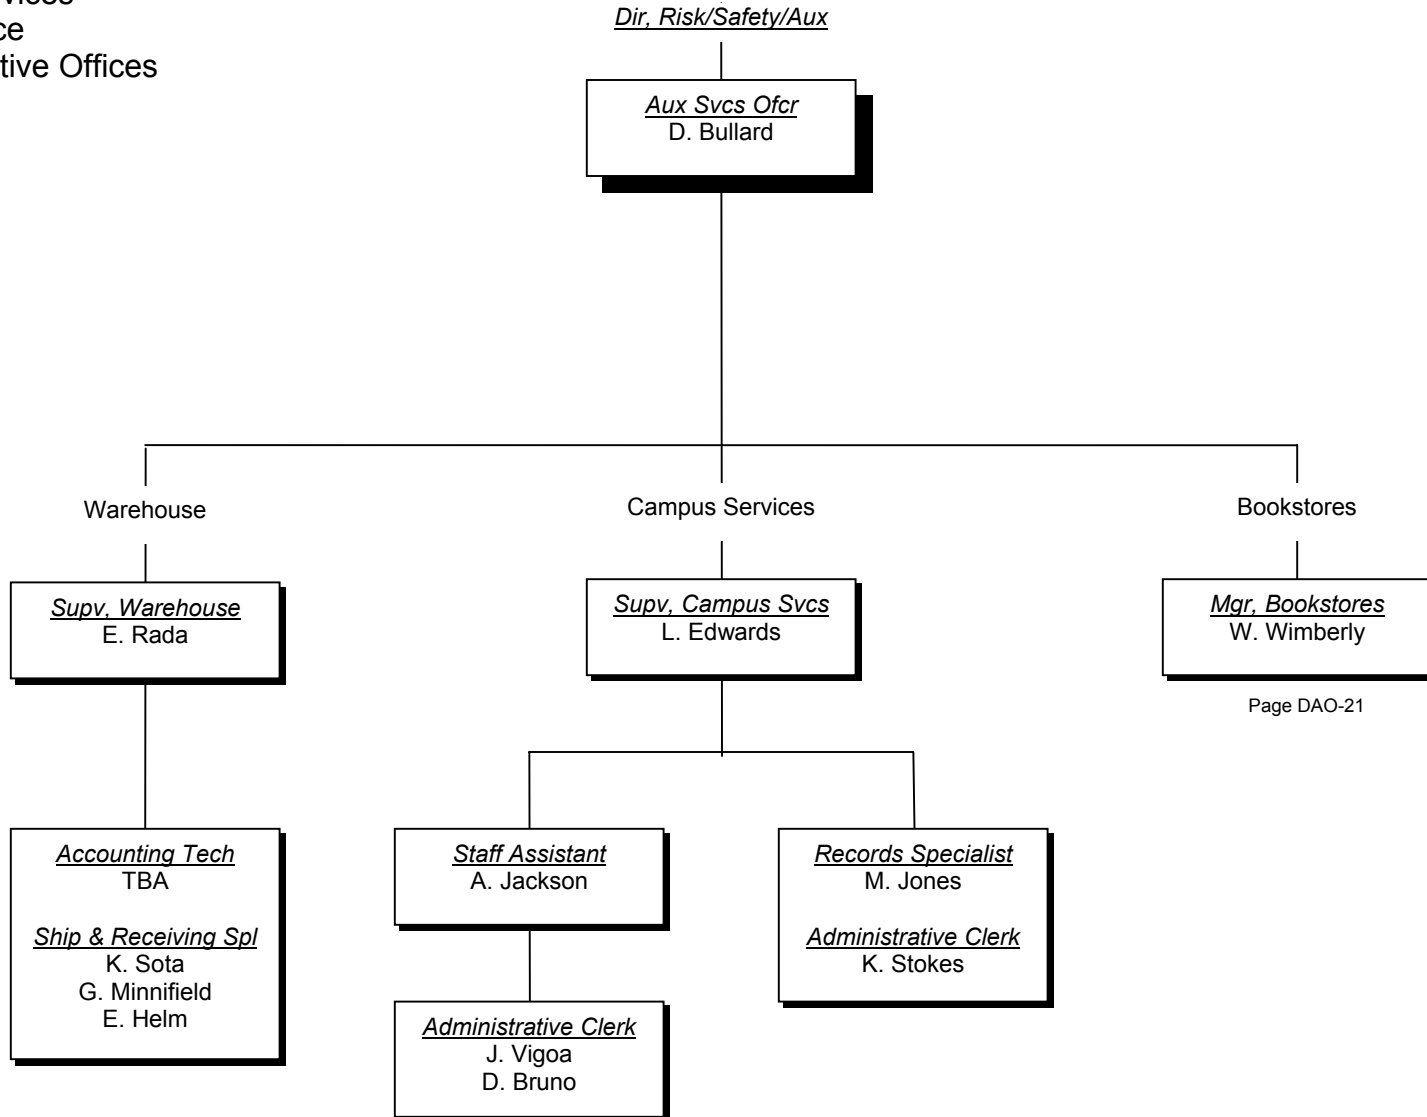 tive Offices
Dir, Risk/Safety/Aux
Aux Svcs Ofcr
D. Bullard
Warehouse
Campus Services
Bookstores
Supv, Warehouse
E. Rada
Supv, Campus Svcs
L. Edwards
Mgr, Bookstores
W. Wimberly
Page DAO-21
Accounting Tech
TBA
Ship & Receiving Spl
K. Sota
G. Minnifield
E. Helm
Staff Assistant
A. Jackson
Administrative Clerk
J. Vigoa
D. Bruno
Records Specialist
M. Jones
Administrative Clerk
K. Stokes